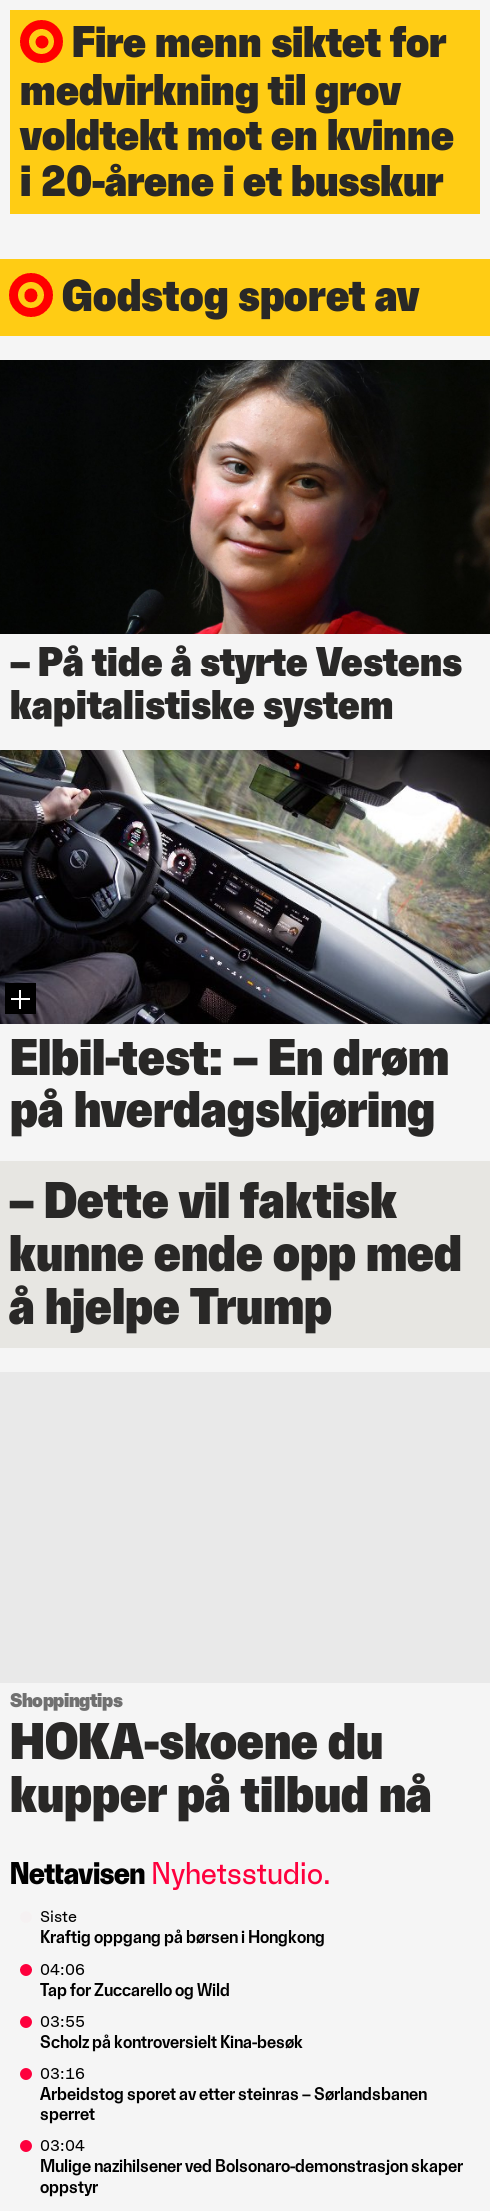 Fire menn siktet for
medvirkning til grov
voldtekt mot en kvinne
i 20-årene i et busskur
Godstog sporet av
– På tide å styrte Vestens
kapitalistiske system
Elbil-test: – En drøm
på hverdagskjøring
– Dette vil faktisk
kunne ende opp med
å hjelpe Trump
Shoppingtips
HOKA-skoene du
kupper på tilbud nå
Nettavisen Nyhetsstudio.
Siste
Kraftig oppgang på børsen i Hongkong
04:06
Tap for Zuccarello og Wild
03:55
Scholz på kontroversielt Kina-besøk
03:16
Arbeidstog sporet av etter steinras – Sørlandsbanen
sperret
03:04
Mulige nazihilsener ved Bolsonaro-demonstrasjon skaper
oppstyr